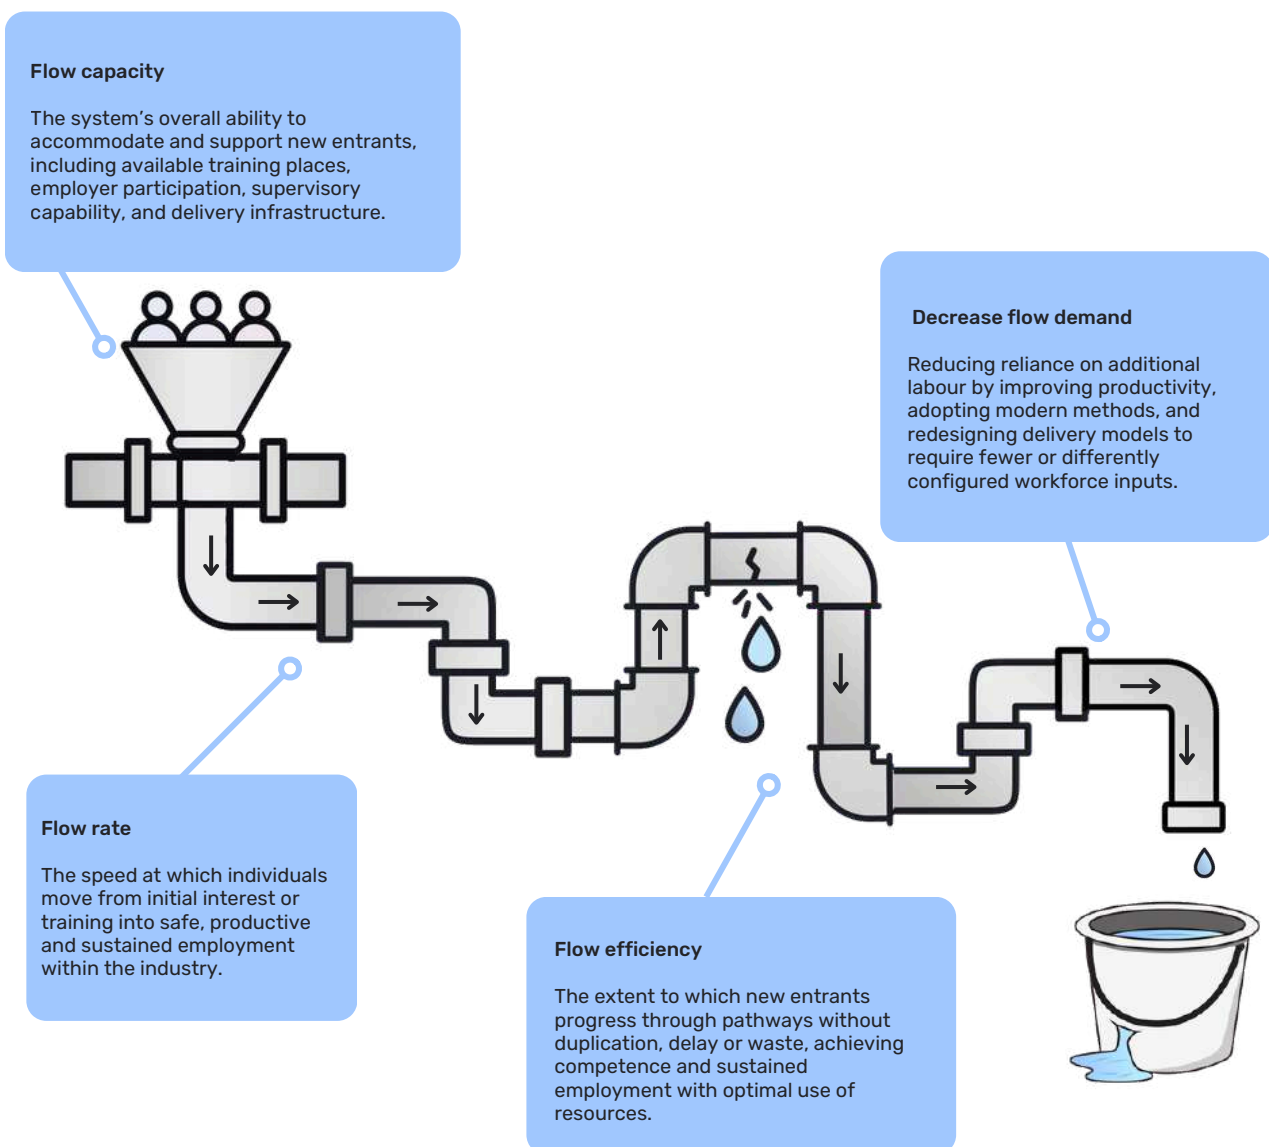 Flow capacity
The system’s overall ability to
accommodate and support new entrants,
including available training places,
employer participation, supervisory
capability, and delivery infrastructure.
Decrease flow demand
Reducing reliance on additional
labour by improving productivity,
adopting modern methods, and
redesigning delivery models to
require fewer or differently
configured workforce inputs.
Flow rate
The speed at which individuals
move from initial interest or
training into safe, productive
and sustained employment
within the industry.
Flow efficiency
The extent to which new entrants
progress through pathways without
duplication, delay or waste, achieving
competence and sustained
employment with optimal use of
resources.